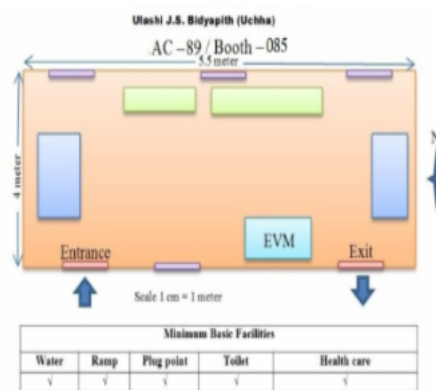 Ulashi J.S. Bidyapith (Uchha)
AC -89 / Booth -085
5.5 meter
4 meter
N
EVM
Entrance
Exit
Scale 1 cm = 1 meter
Minimum Basic Facilities
Water Ramp Plug point Toilet Health care
√ √ √ √ √